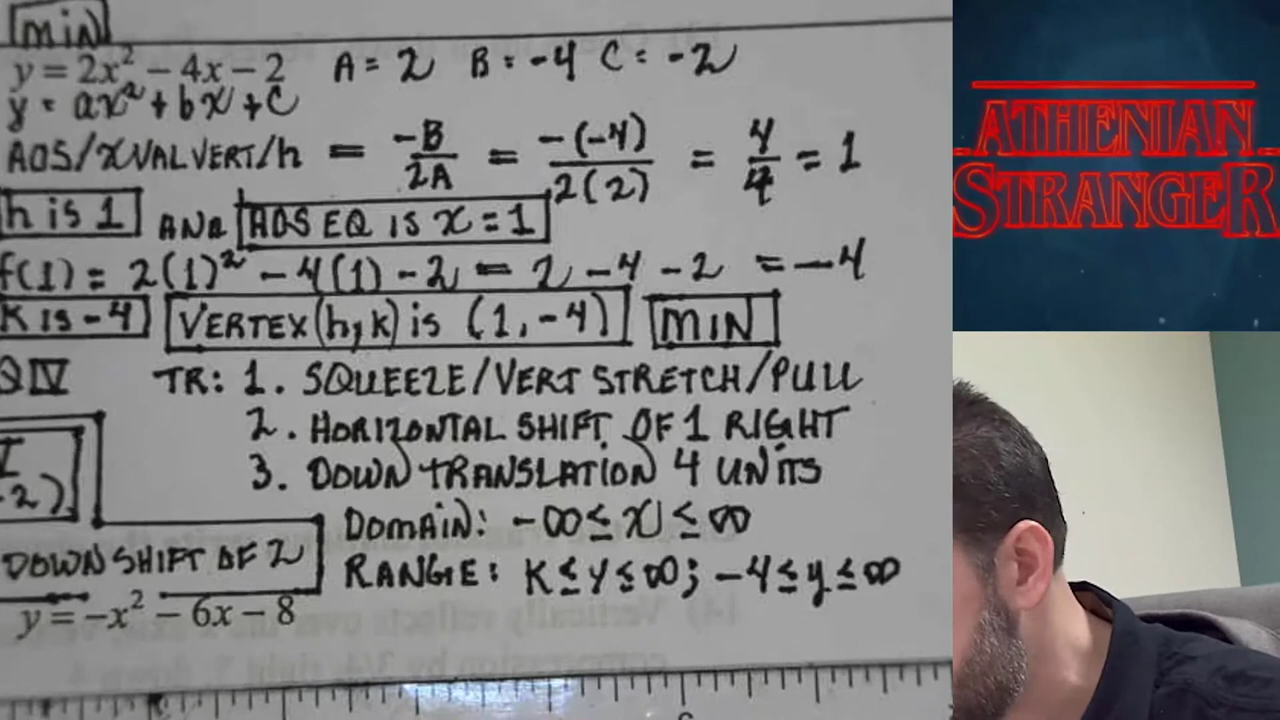 MIN
y = 2x² − 4x − 2 A = 2 B = -4 C = -2
y = ax² + bx + c
AOS/XVALVERT/h = -B/2A = -(-4)/2(2) = 4/4 = 1
h is 1 AND AOS EQ IS x = 1
f(1) = 2(1)² - 4(1) - 2 = 2 - 4 - 2 = -4
K is -4 VERTEX (h,k) is (1,-4) MIN
QIV TR: 1. SQUEEZE/VERT STRETCH/PULL
2. HORIZONTAL SHIFT OF 1 RIGHT
3. DOWN TRANSLATION 4 UNITS
-2)
DOMAIN: -∞ ≤ x ≤ ∞
DOWN SHIFT OF 2
RANGE: K ≤ Y ≤ ∞; -4 ≤ y ≤ ∞
y = −x² − 6x − 8
ATHENIAN
STRANGER